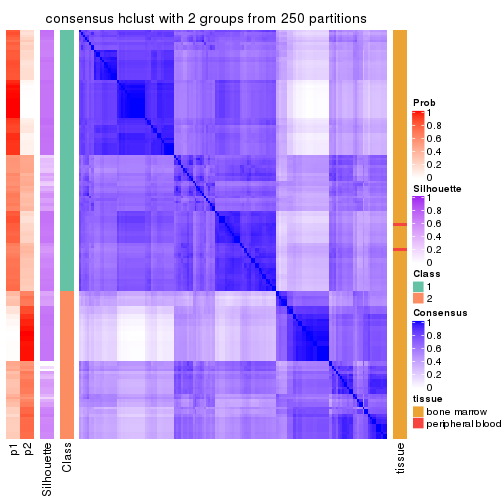 consensus hclust with 2 groups from 250 partitions
Prob
1
0.8
0.6
0.4
0.2
0
Silhouette
1
0.8
0.6
0.4
0.2
0
Class
1
2
Consensus
1
0.8
0.6
0.4
0.2
0
tissue
bone marrow
peripheral blood
p1
p2
Silhouette
Class
tissue